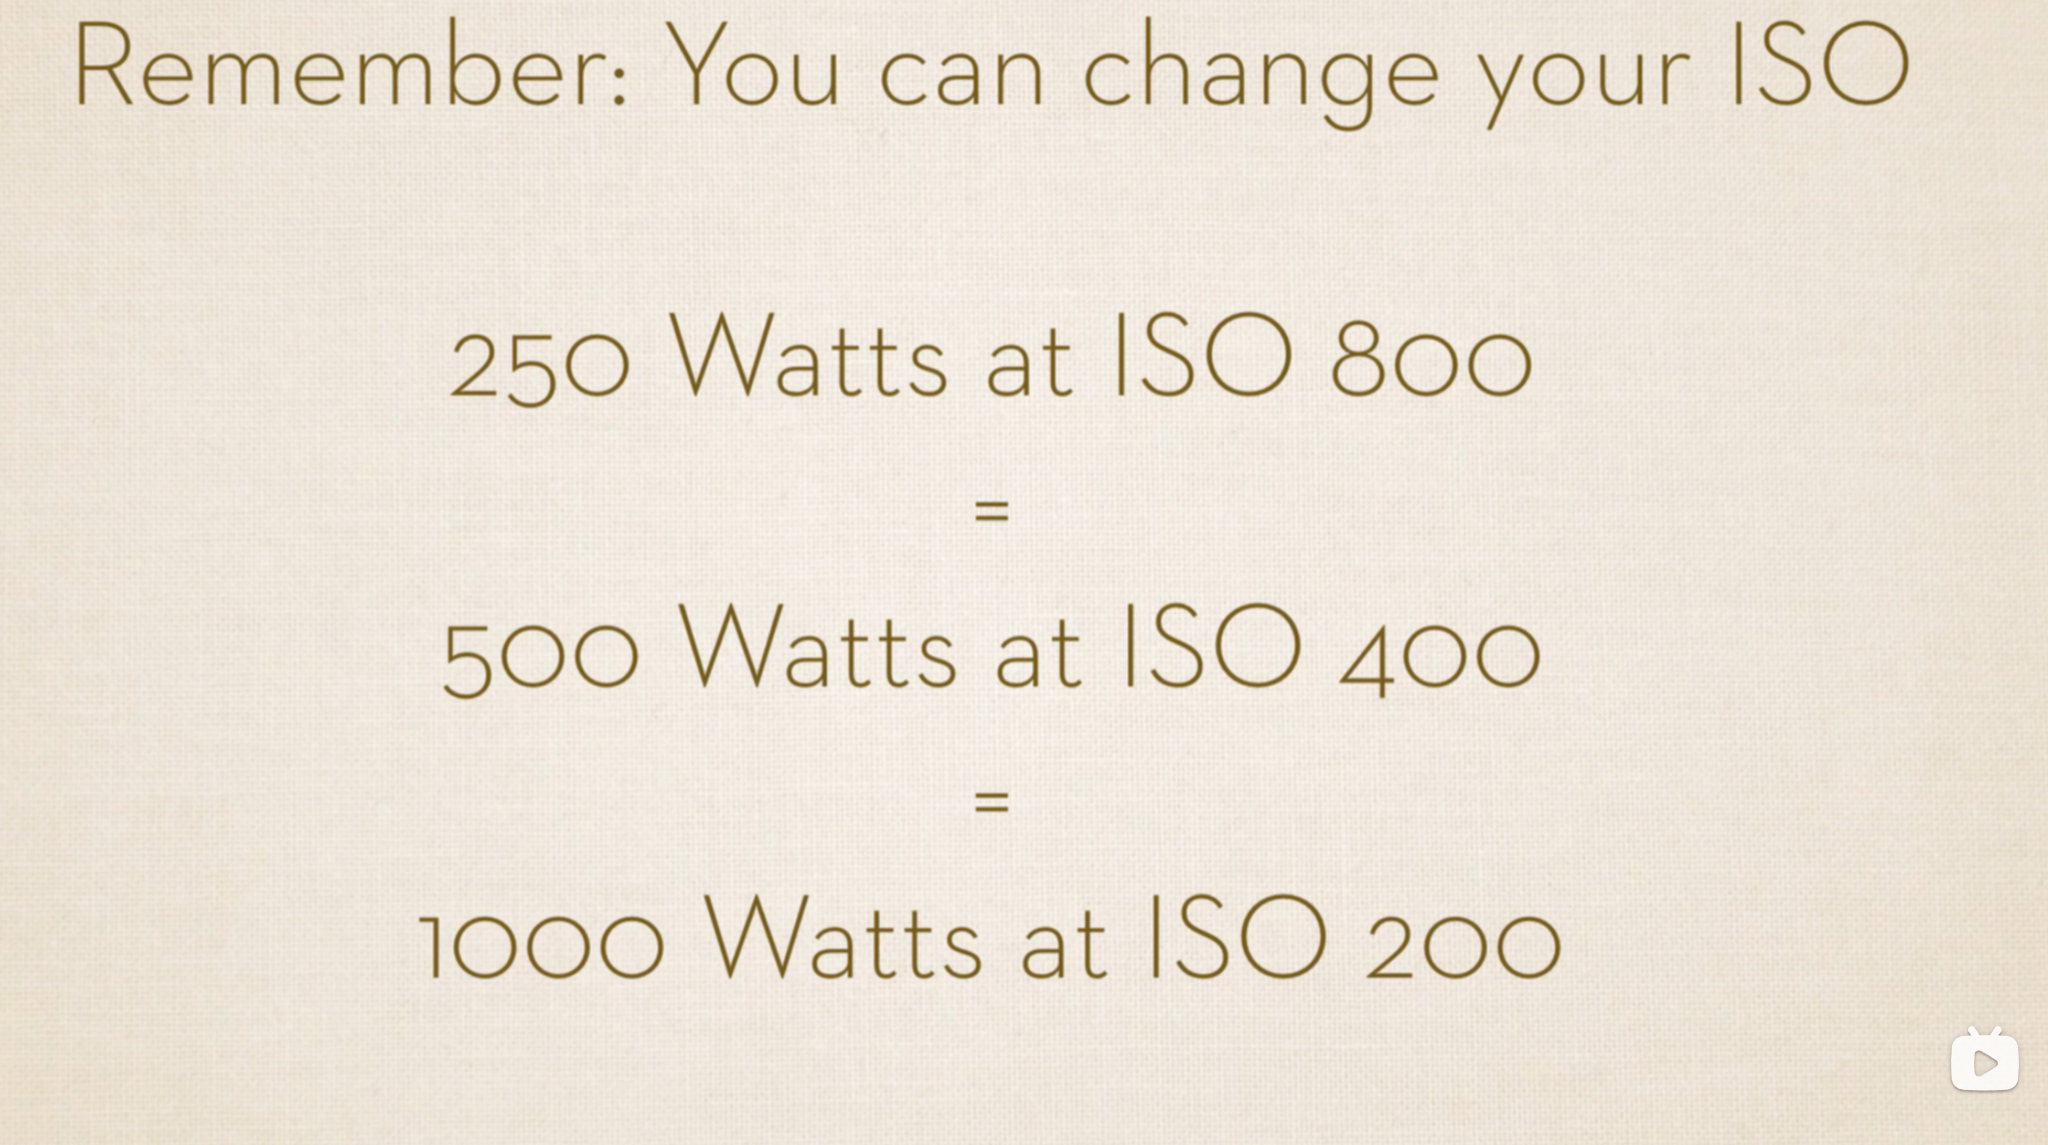 Remember: You can change your ISO
250 Watts at ISO 800
=
500 Watts at ISO 400
=
1000 Watts at ISO 200